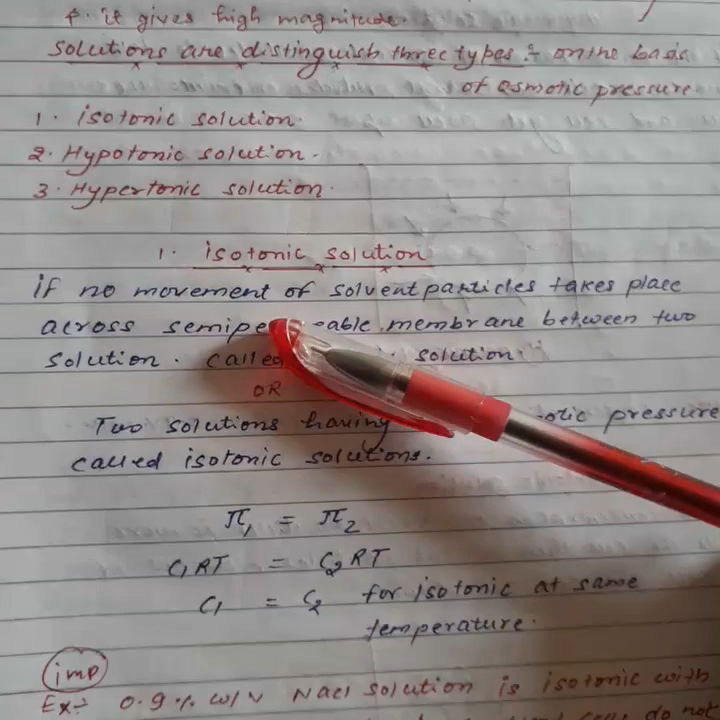 f. it gives high magnitude.
Solutions are distinguish three types :- on the basis
of osmotic pressure.
1. isotonic solution.
2. Hypotonic solution.
3. Hypertonic solution.
1. isotonic solution
if no movement of solvent particles takes place
across semipe eable membrane between two
solution. called solution.
OR
Two solutions having otic pressure
called isotonic solutions.
π1 = π2
C1RT = C2RT
C1 = C2 for isotonic at same
temperature.
imp
Ex:- 0.9% W/V Nacl solution is isotonic with
do not